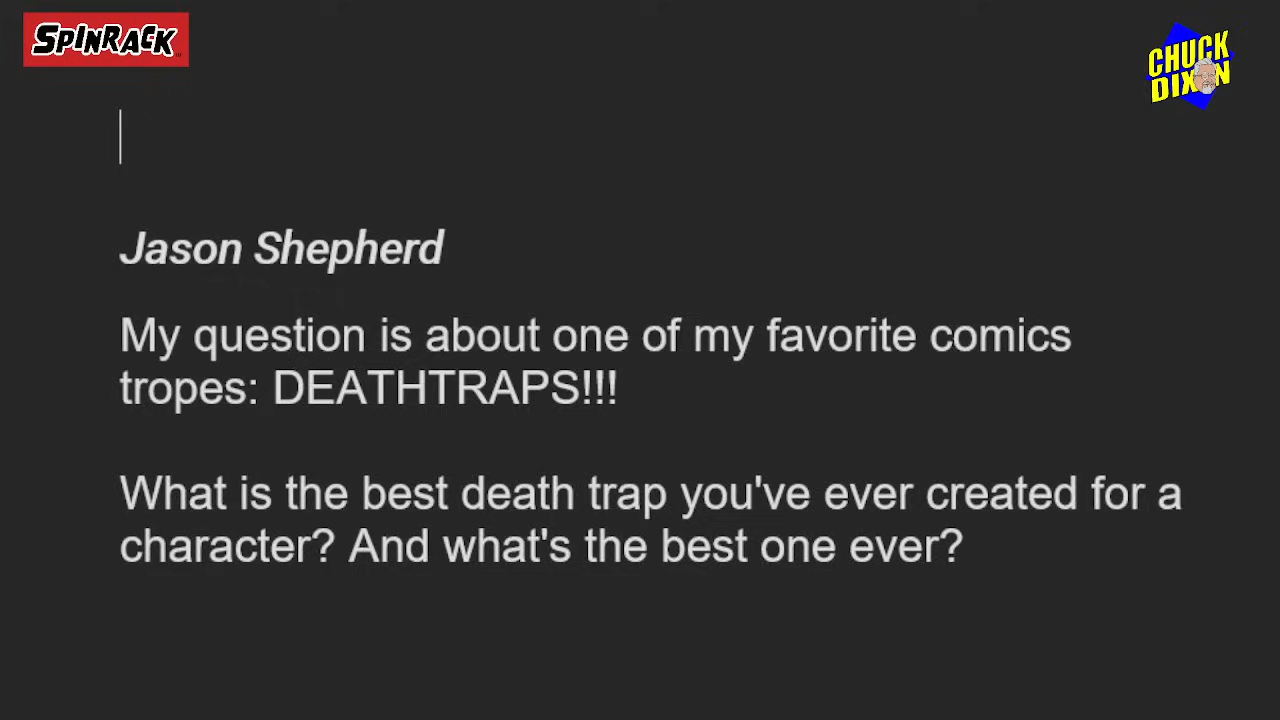 SPINRACK
CHUCK
DIXON
Jason Shepherd
My question is about one of my favorite comics
tropes: DEATHTRAPS!!!
What is the best death trap you've ever created for a
character? And what's the best one ever?